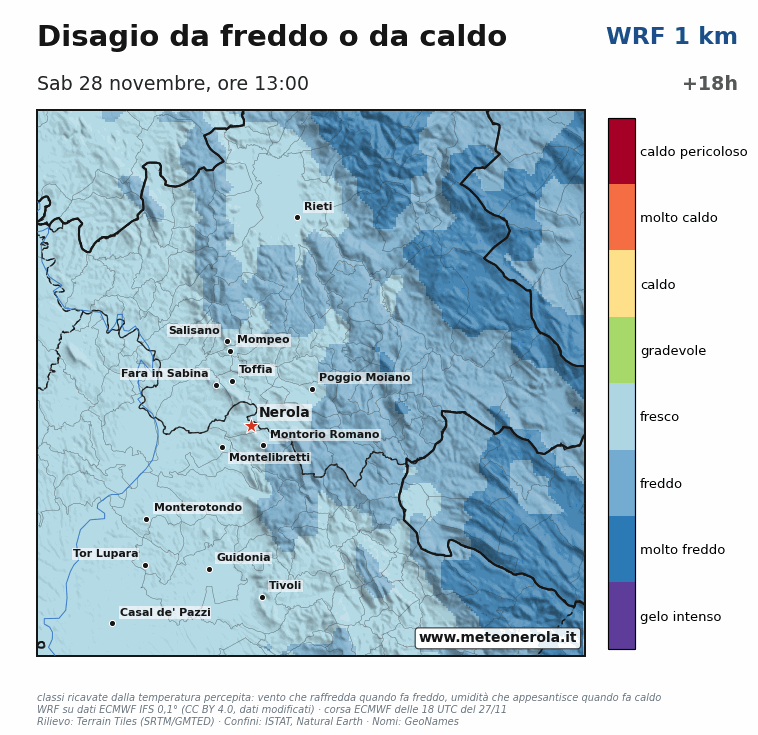 Disagio da freddo o da caldo
WRF 1 km
Sab 28 novembre, ore 13:00
+18h
caldo pericoloso
molto caldo
caldo
gradevole
fresco
freddo
molto freddo
gelo intenso
Rieti
Salisano
Mompeo
Toffia
Fara in Sabina
Poggio Moiano
Nerola
Montorio Romano
Montelibretti
Monterotondo
Tor Lupara
Guidonia
Tivoli
Casal de' Pazzi
www.meteonerola.it
classi ricavate dalla temperatura percepita: vento che raffredda quando fa freddo, umidità che appesantisce quando fa caldo
WRF su dati ECMWF IFS 0,1° (CC BY 4.0, dati modificati) · corsa ECMWF delle 18 UTC del 27/11
Rilievo: Terrain Tiles (SRTM/GMTED) · Confini: ISTAT, Natural Earth · Nomi: GeoNames